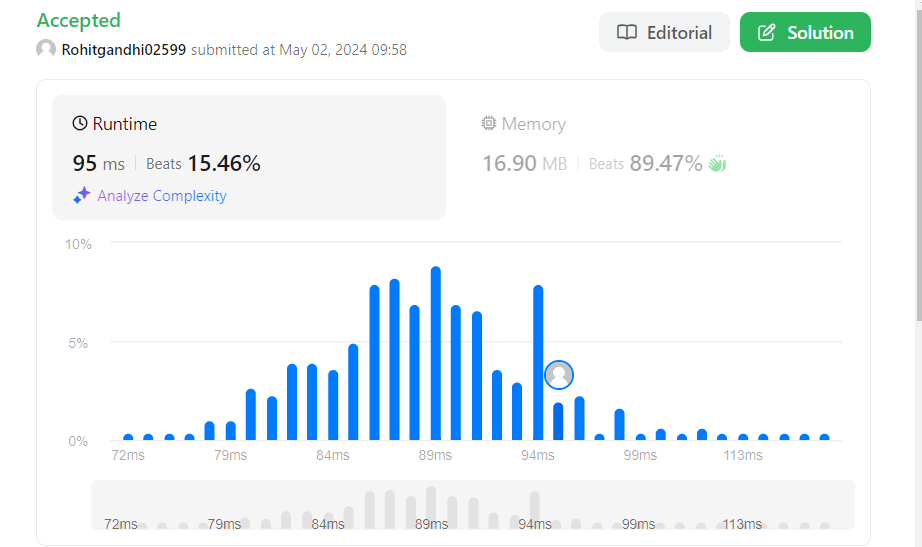 Accepted
Rohitgandhi02599 submitted at May 02, 2024 09:58
Editorial
Solution
Runtime
95 ms | Beats 15.46%
Analyze Complexity
Memory
16.90 MB | Beats 89.47%
10%
5%
0%
72ms 79ms 84ms 89ms 94ms 99ms 113ms
72ms 79ms 84ms 89ms 94ms 99ms 113ms